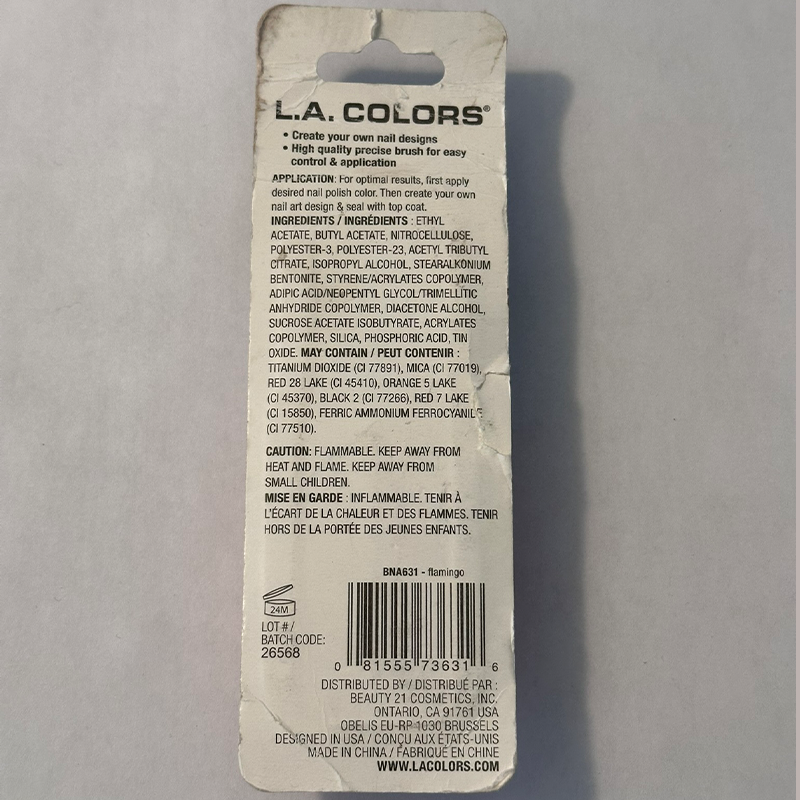 L.A. COLORS®
• Create your own nail designs
• High quality precise brush for easy
control & application
APPLICATION: For optimal results, first apply
desired nail polish color. Then create your own
nail art design & seal with top coat.
INGREDIENTS / INGRÉDIENTS : ETHYL
ACETATE, BUTYL ACETATE, NITROCELLULOSE,
POLYESTER-3, POLYESTER-23, ACETYL TRIBUTYL
CITRATE, ISOPROPYL ALCOHOL, STEARALKONIUM
BENTONITE, STYRENE/ACRYLATES COPOLYMER,
ADIPIC ACID/NEOPENTYL GLYCOL/TRIMELLITIC
ANHYDRIDE COPOLYMER, DIACETONE ALCOHOL,
SUCROSE ACETATE ISOBUTYRATE, ACRYLATES
COPOLYMER, SILICA, PHOSPHORIC ACID, TIN
OXIDE. MAY CONTAIN / PEUT CONTENIR :
TITANIUM DIOXIDE (CI 77891), MICA (CI 77019),
RED 28 LAKE (CI 45410), ORANGE 5 LAKE
(CI 45370), BLACK 2 (CI 77266), RED 7 LAKE
(CI 15850), FERRIC AMMONIUM FERROCYANIDE
(CI 77510).
CAUTION: FLAMMABLE. KEEP AWAY FROM
HEAT AND FLAME. KEEP AWAY FROM
SMALL CHILDREN.
MISE EN GARDE : INFLAMMABLE. TENIR À
L'ÉCART DE LA CHALEUR ET DES FLAMMES. TENIR
HORS DE LA PORTÉE DES JEUNES ENFANTS.
BNA631 - flamingo
24M
LOT # /
BATCH CODE:
26568
0 81555 73631 6
DISTRIBUTED BY / DISTRIBUÉ PAR :
BEAUTY 21 COSMETICS, INC.
ONTARIO, CA 91761 USA
OBELIS EU-RP 1030 BRUSSELS
DESIGNED IN USA / CONÇU AUX ÉTATS-UNIS
MADE IN CHINA / FABRIQUÉ EN CHINE
WWW.LACOLORS.COM